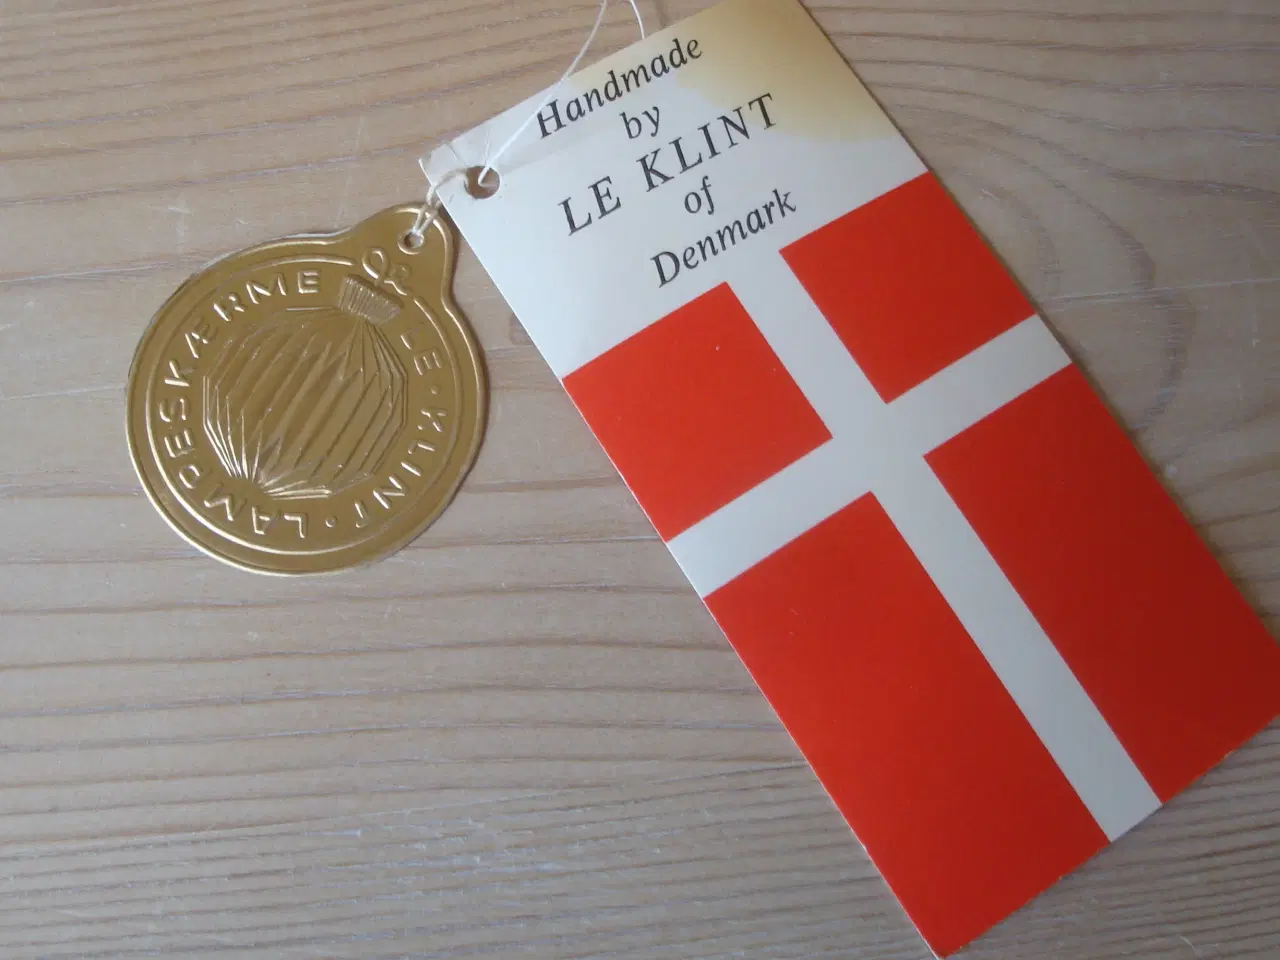 Handmade
by
LE KLINT
of
Denmark
LE · KLINT · LAMPESKÆRME